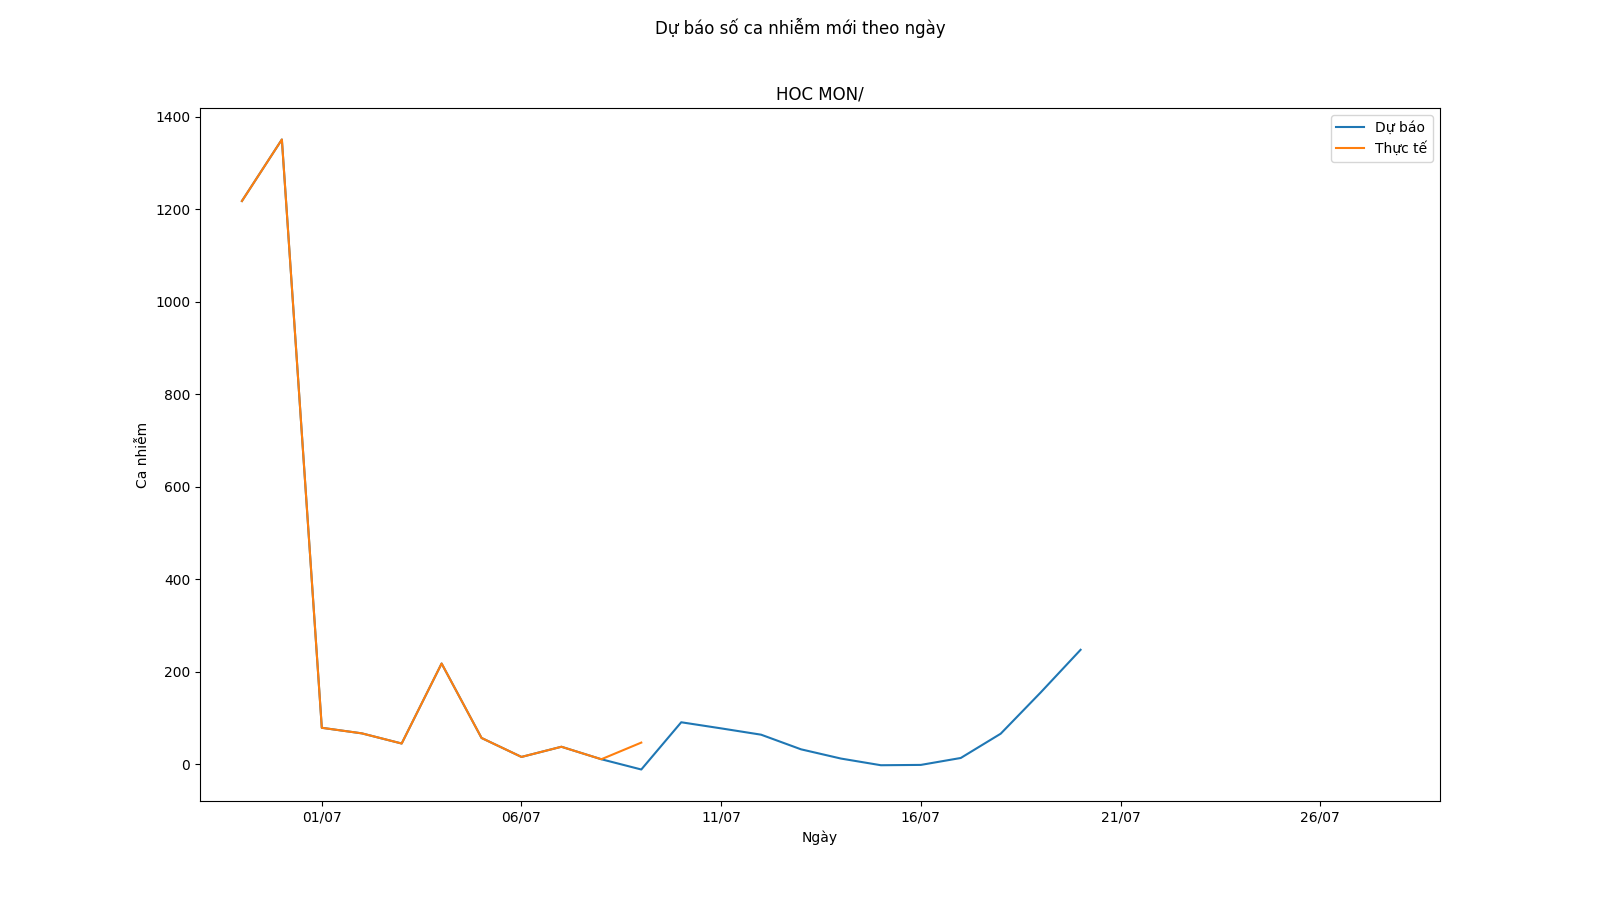 Dự báo số ca nhiễm mới theo ngày
HOC MON/
Dự báo
Thực tế
1400
1200
1000
800
600
400
200
0
Ca nhiễm
01/07
06/07
11/07
16/07
21/07
26/07
Ngày